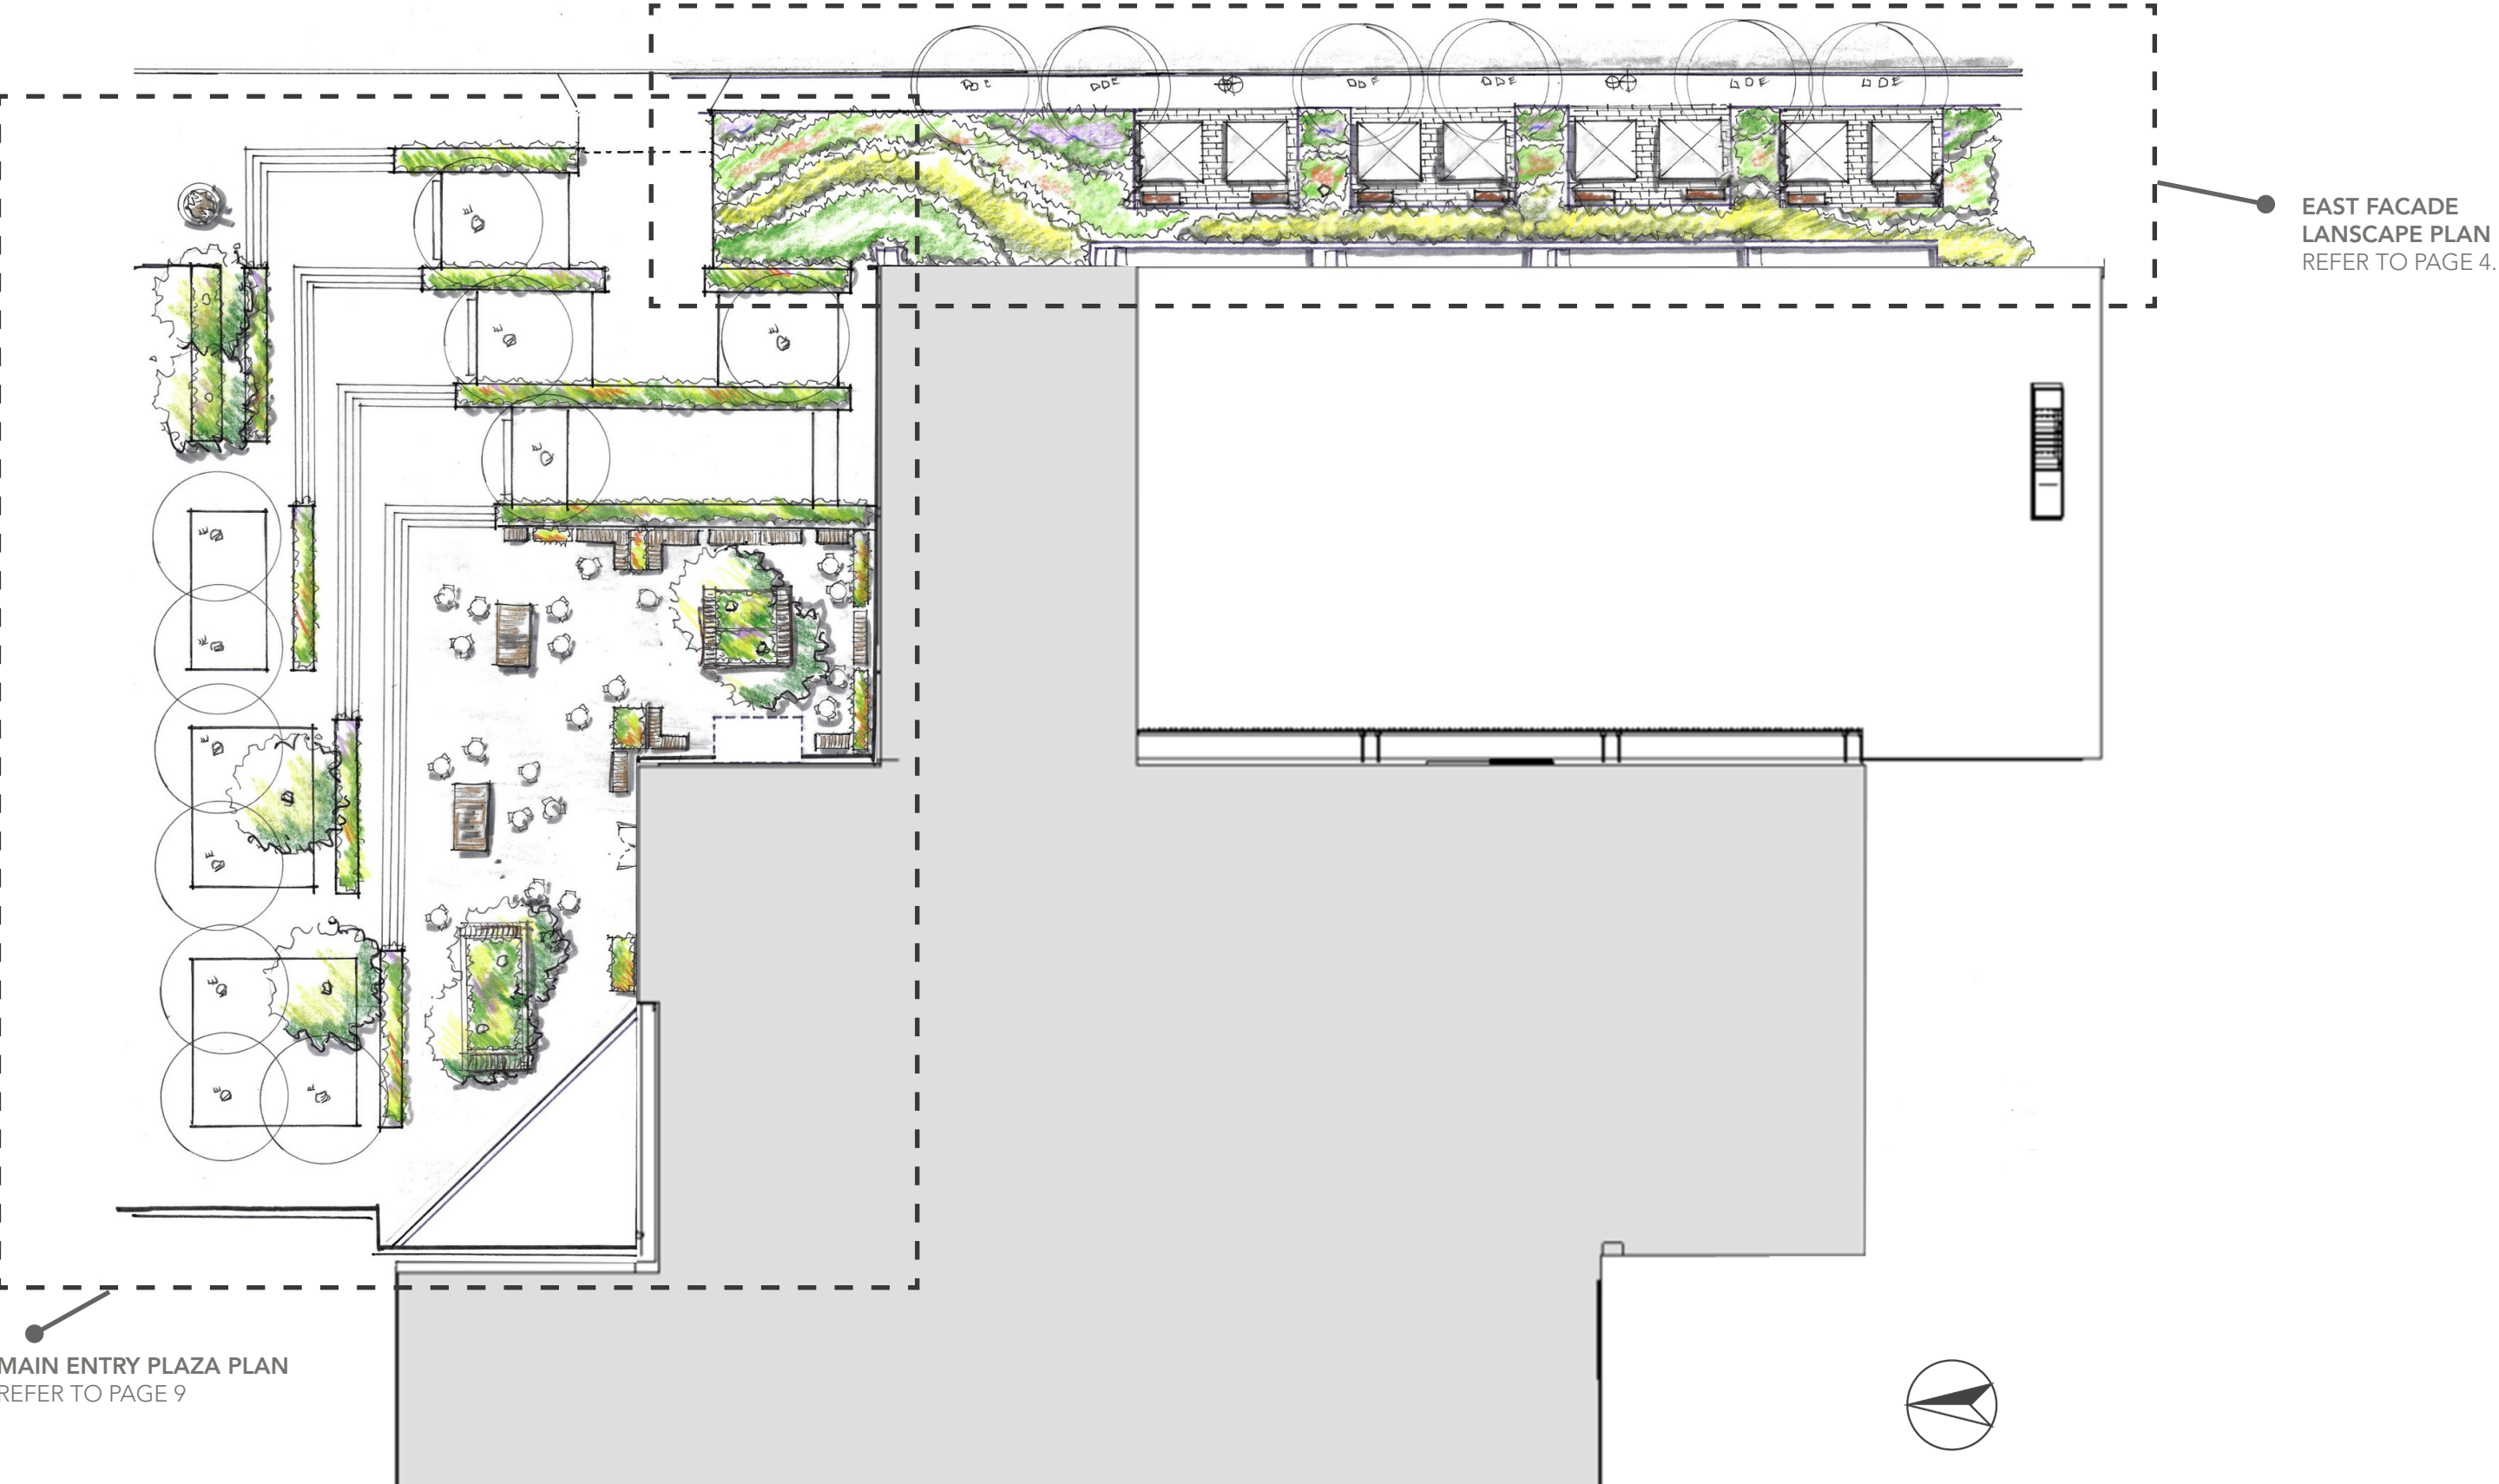 EAST FACADE
LANSCAPE PLAN
REFER TO PAGE 4.
MAIN ENTRY PLAZA PLAN
REFER TO PAGE 9